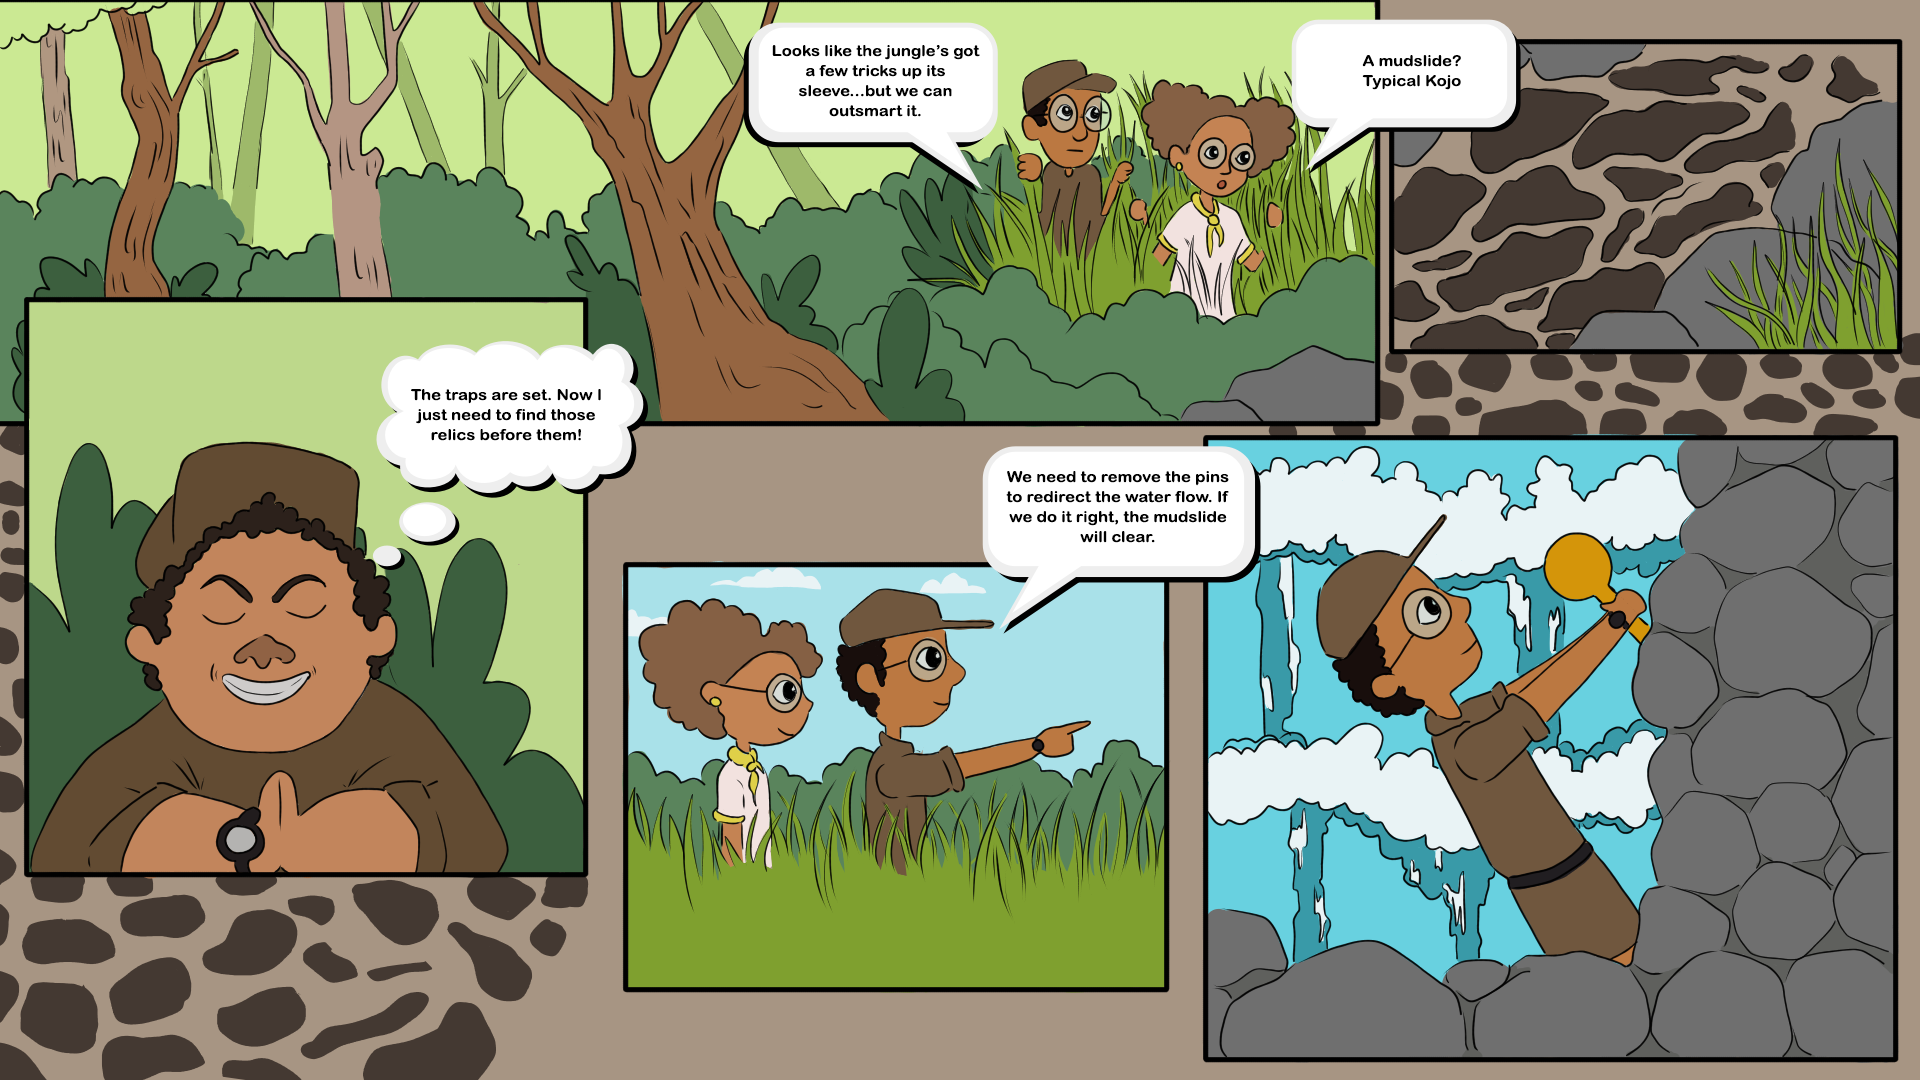 Looks like the jungle's got
a few tricks up its
sleeve...but we can
outsmart it.
A mudslide?
Typical Kojo
The traps are set. Now I
just need to find those
relics before them!
We need to remove the pins
to redirect the water flow. If
we do it right, the mudslide
will clear.